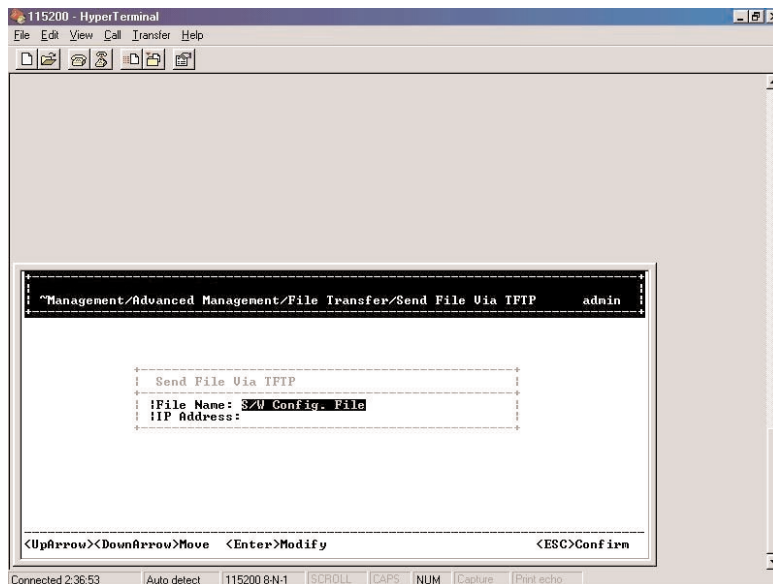 115200 - HyperTerminal
File Edit View Call Transfer Help
~Management/Advanced Management/File Transfer/Send File Via TFTP admin
Send File Via TFTP
File Name: S/W Config. File
IP Address:
<UpArrow><DownArrow>Move <Enter>Modify <ESC>Confirm
Connected 2:36:53 Auto detect 115200 8-N-1 SCROLL CAPS NUM Capture Print echo